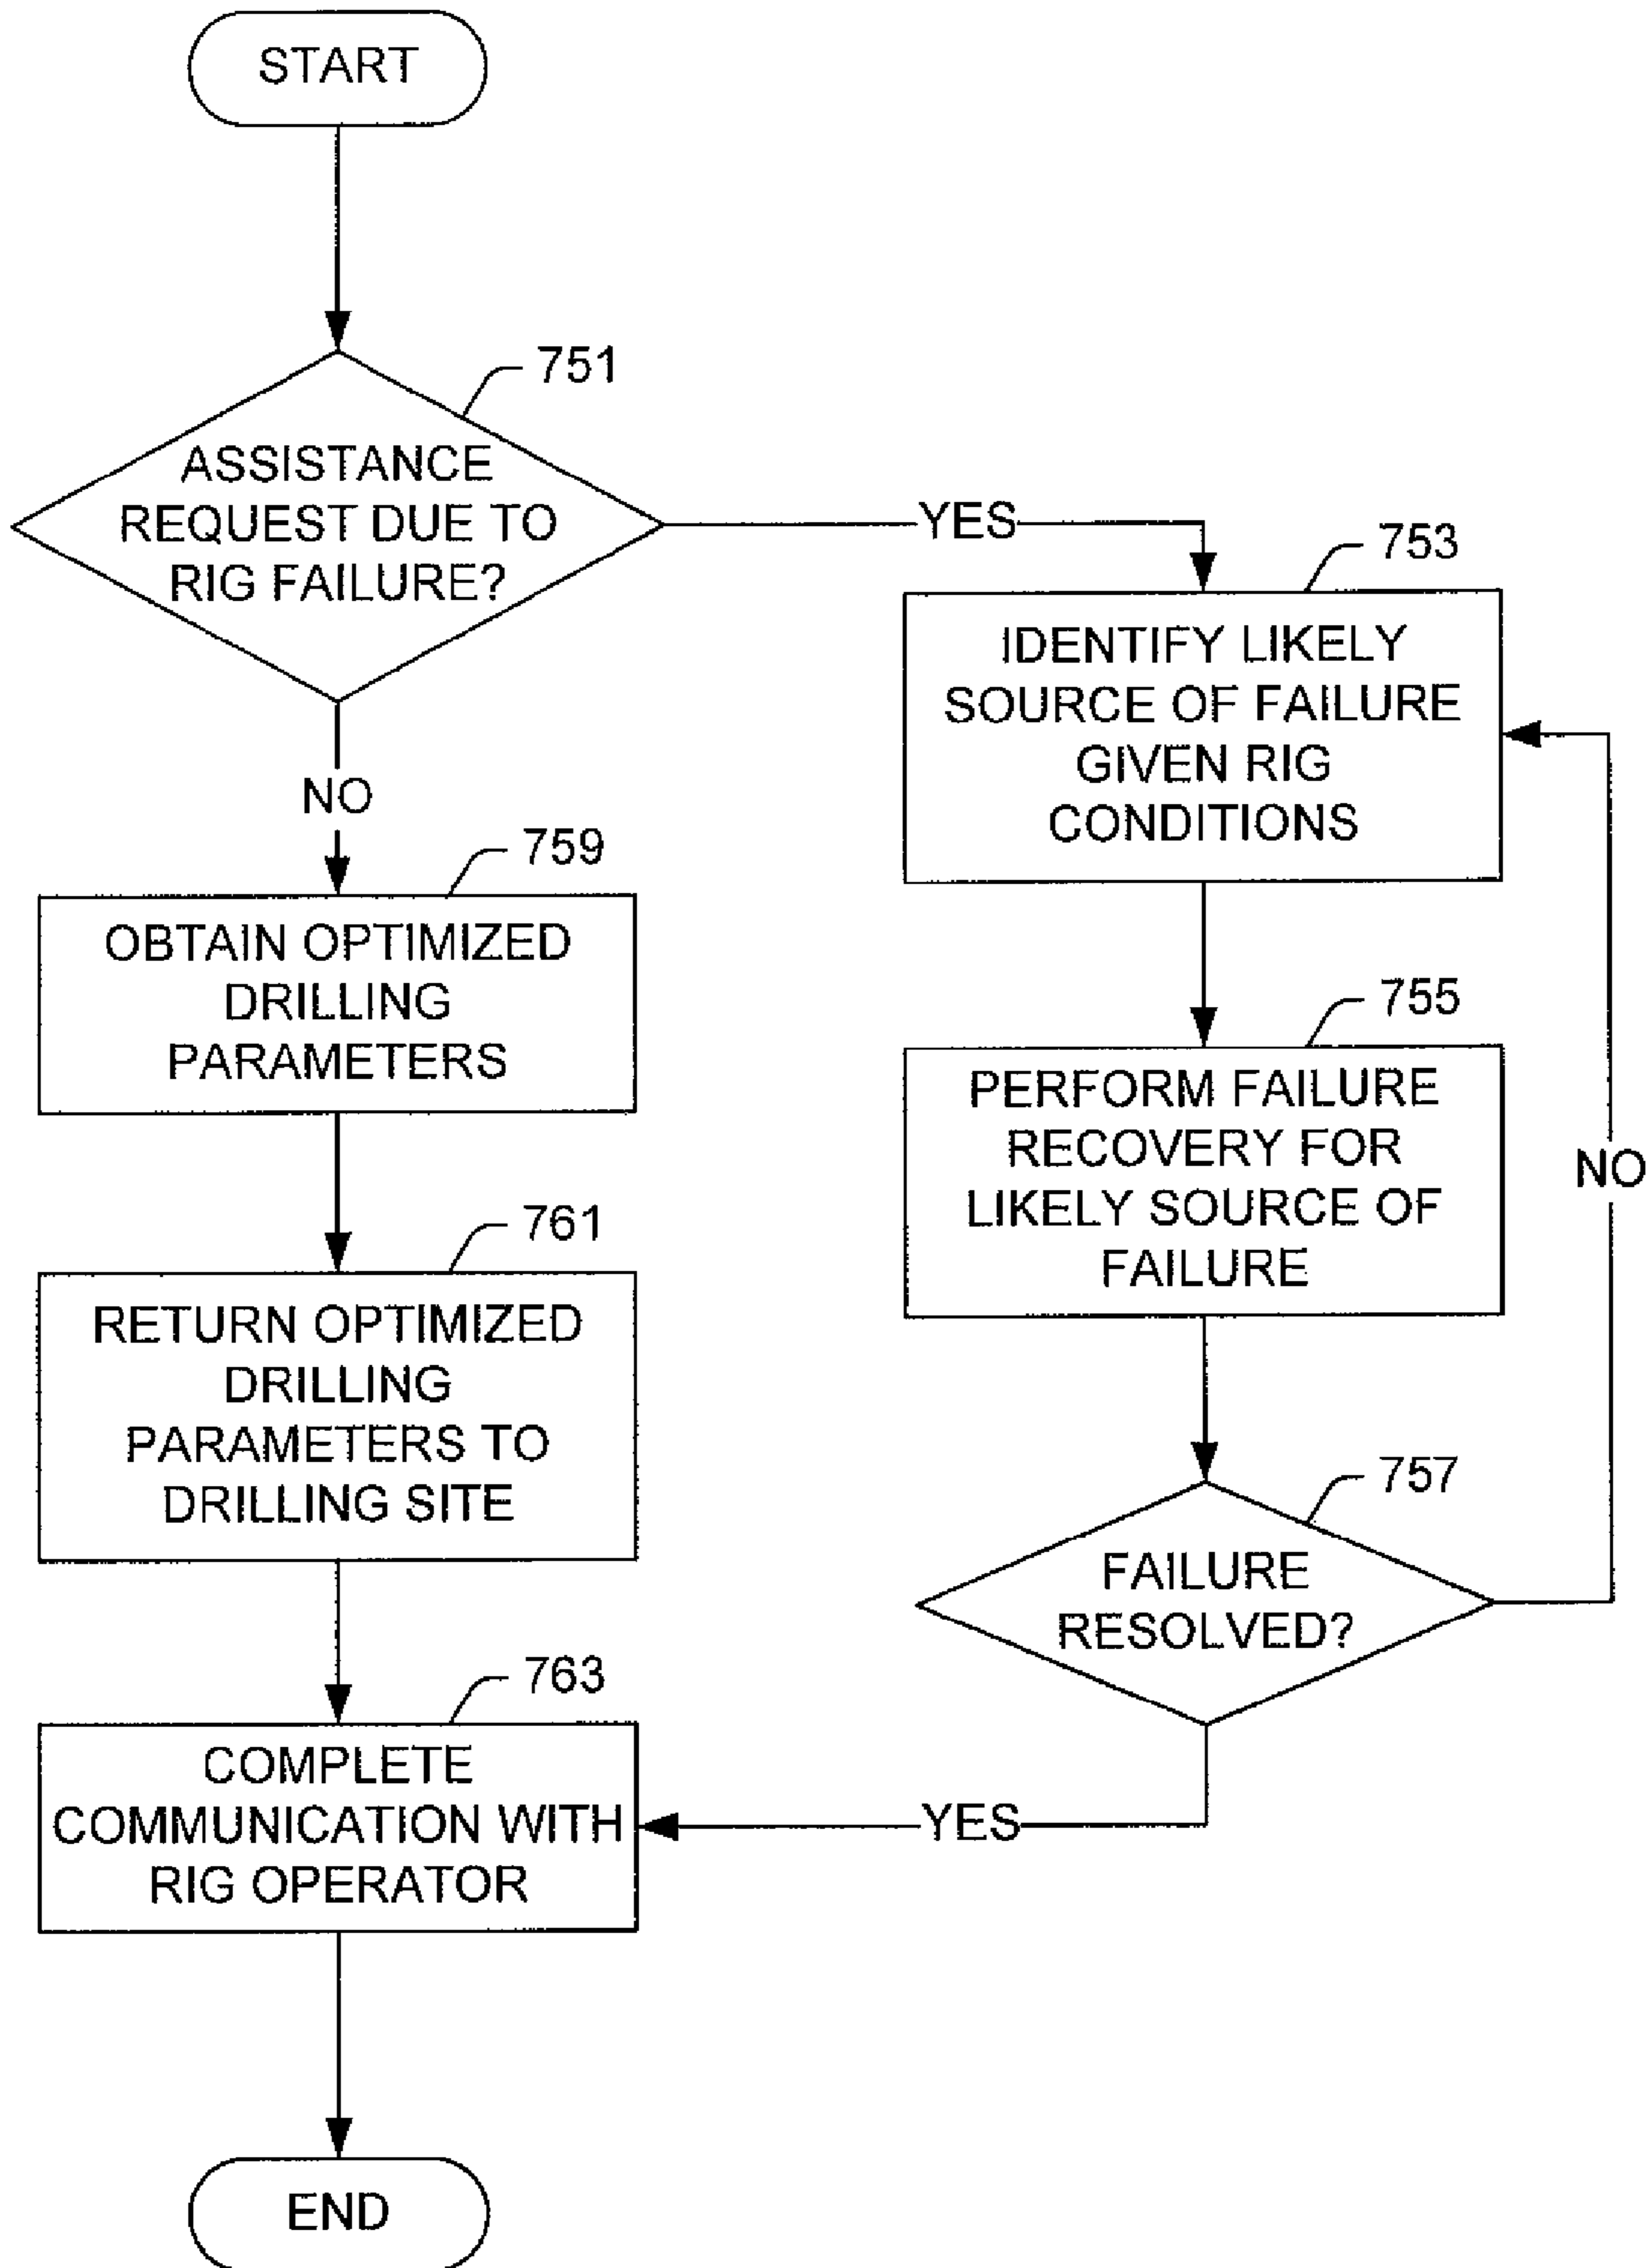 START
751
ASSISTANCE
REQUEST DUE TO
RIG FAILURE?
YES
NO
753
IDENTIFY LIKELY
SOURCE OF FAILURE
GIVEN RIG
CONDITIONS
759
OBTAIN OPTIMIZED
DRILLING
PARAMETERS
755
PERFORM FAILURE
RECOVERY FOR
LIKELY SOURCE OF
FAILURE
NO
761
RETURN OPTIMIZED
DRILLING
PARAMETERS TO
DRILLING SITE
757
FAILURE
RESOLVED?
763
COMPLETE
COMMUNICATION WITH
RIG OPERATOR
YES
END